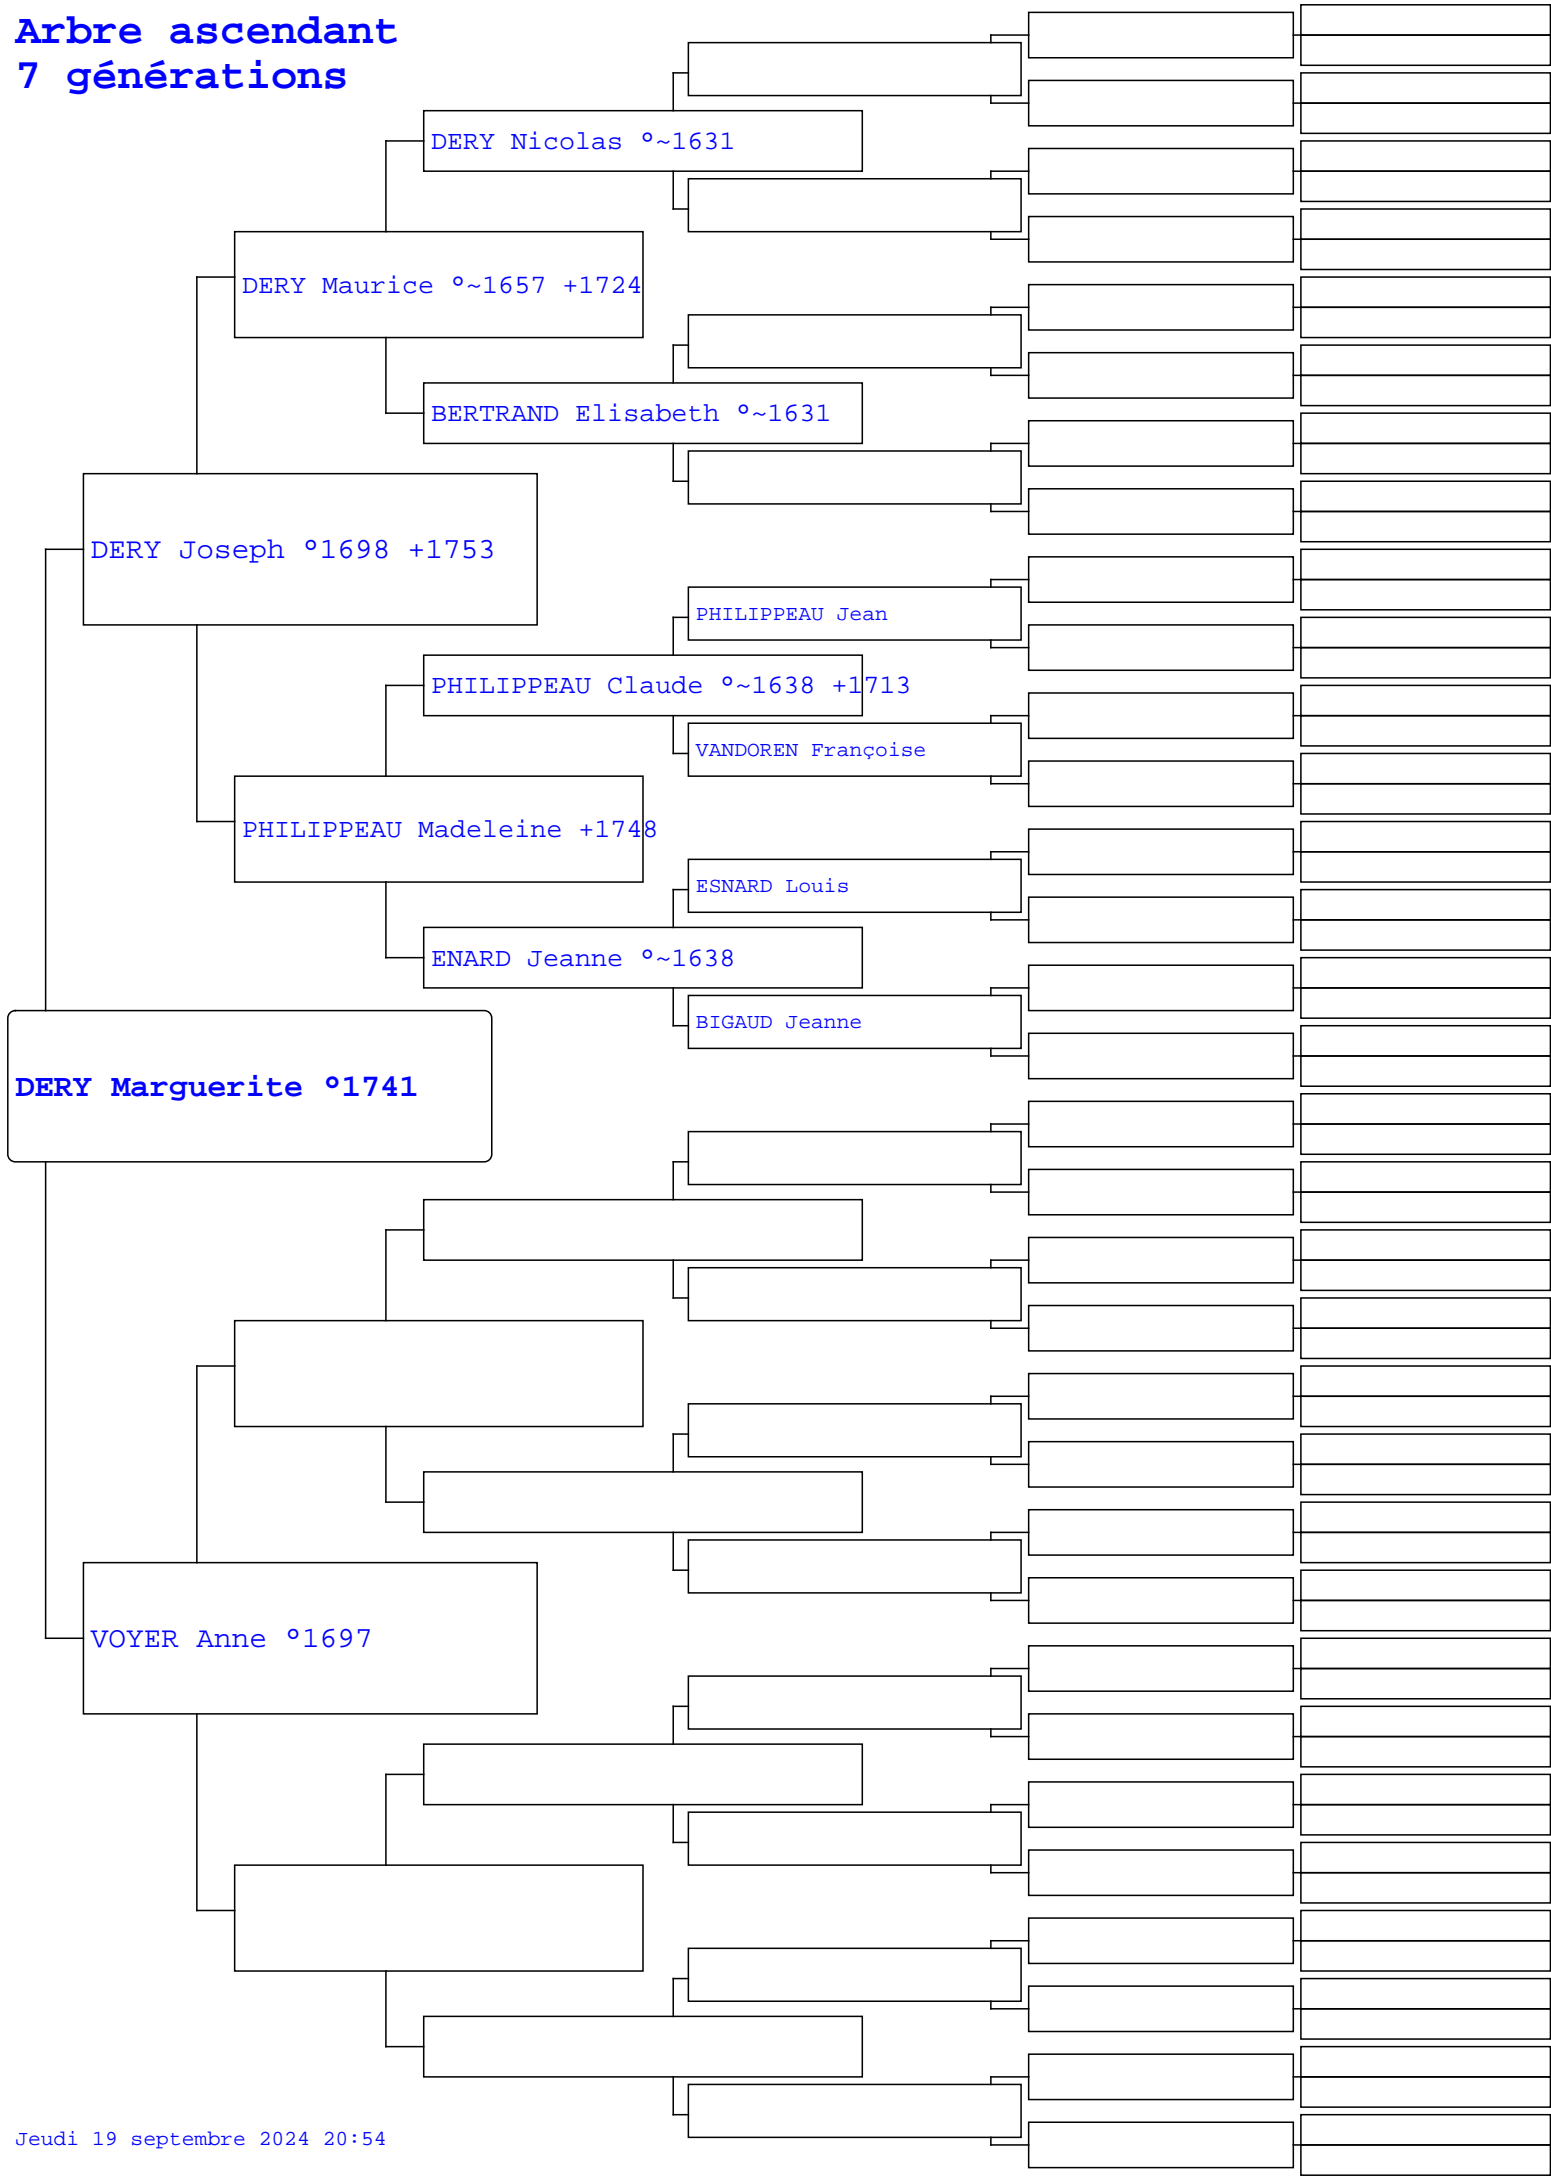 Arbre ascendant
7 générations
DERY Nicolas °~1631
DERY Maurice °~1657 +1724
BERTRAND Elisabeth °~1631
DERY Joseph °1698 +1753
PHILIPPEAU Jean
PHILIPPEAU Claude °~1638 +1713
VANDOREN Françoise
PHILIPPEAU Madeleine +1748
ESNARD Louis
ENARD Jeanne °~1638
BIGAUD Jeanne
DERY Marguerite °1741
VOYER Anne °1697
Jeudi 19 septembre 2024 20:54